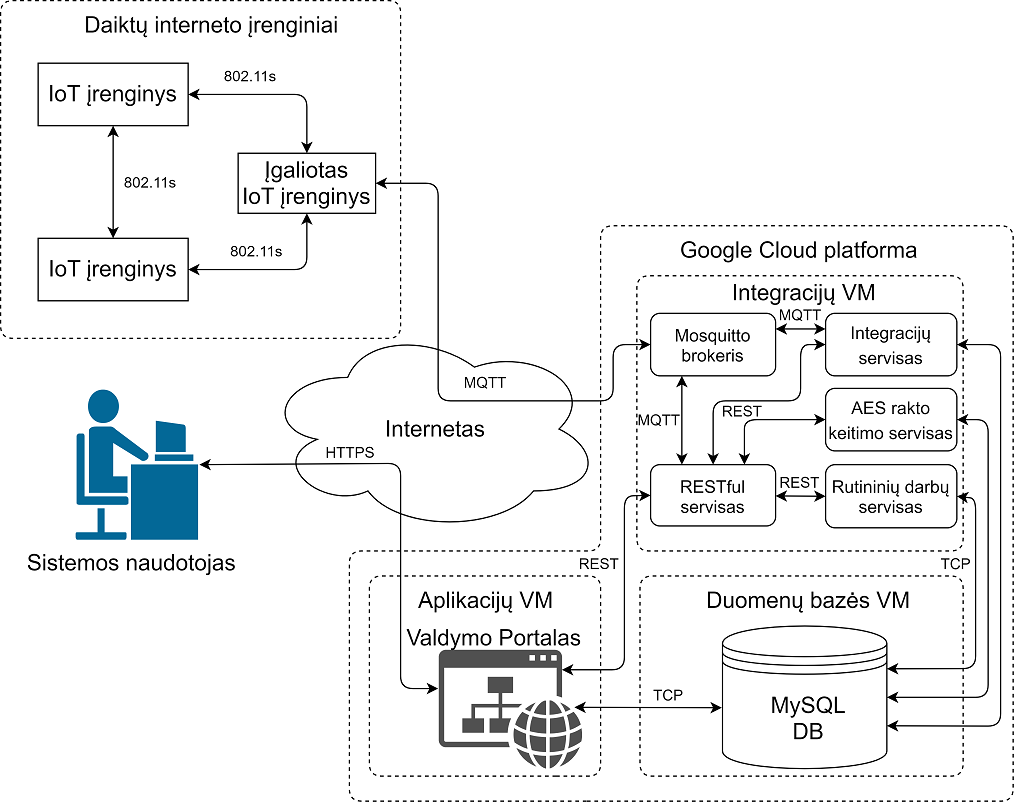 Daiktų interneto įrenginiai
802.11s
IoT įrenginys
Įgaliotas
IoT įrenginys
802.11s
802.11s
IoT įrenginys
Google Cloud platforma
Integracijų VM
MQTT
Mosquitto
brokeris
Integracijų
servisas
MQTT
REST
MQTT
AES rakto
keitimo servisas
Internetas
HTTPS
RESTful
servisas
REST
Rutininių darbų
servisas
Sistemos naudotojas
REST
TCP
Aplikacijų VM
Valdymo Portalas
Duomenų bazės VM
TCP
MySQL
DB